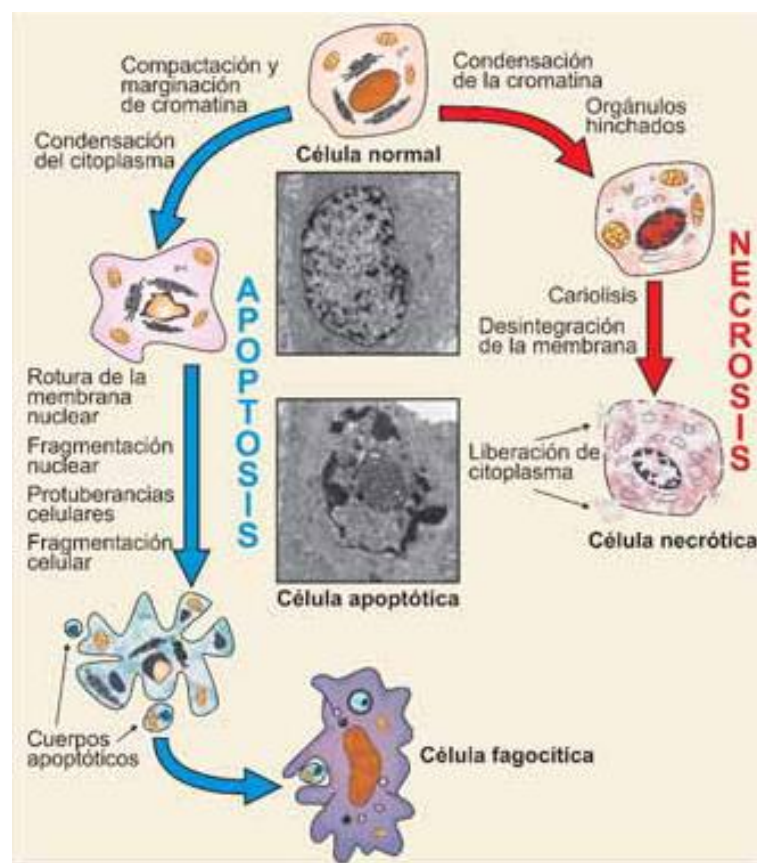 Compactación y
marginación
de cromatina
Condensación
del citoplasma
Condensación
de la cromatina
Orgánulos
hinchados
Célula normal
APOPTOSIS
NECROSIS
Cariolisis
Desintegración
de la membrana
Rotura de la
membrana
nuclear
Fragmentación
nuclear
Protuberancias
celulares
Fragmentación
celular
Liberación de
citoplasma
Célula necrótica
Célula apoptótica
Cuerpos
apoptóticos
Célula fagocítica